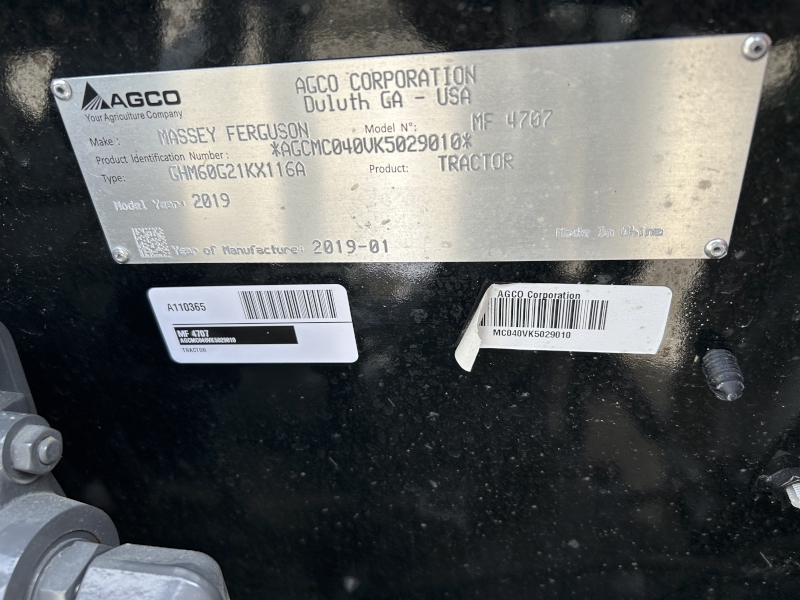 AGCO
Your Agriculture Company
AGCO CORPORATION
Duluth GA - USA
Make : MASSEY FERGUSON Model N°: MF 4707
Product Identification Number : *AGCMC040VK5029010*
Type: GHM60G21KX116A Product: TRACTOR
Model Year: 2019
Year of Manufacture: 2019-01
Made In China
A110365
MF 4707
AGCMC040VK5029010
TRACTOR
AGCO Corporation
MC040VK5029010